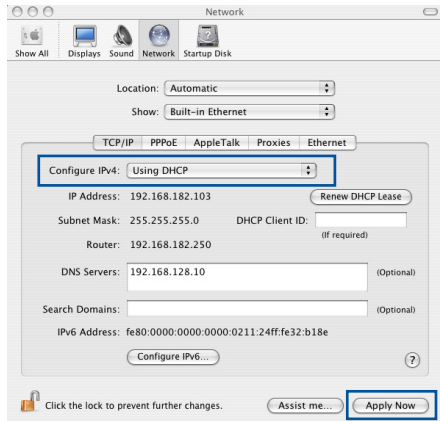 Network
Show All Displays Sound Network Startup Disk
Location: Automatic
Show: Built-in Ethernet
TCP/IP PPPoE AppleTalk Proxies Ethernet
Configure IPv4: Using DHCP
IP Address: 192.168.182.103 Renew DHCP Lease
Subnet Mask: 255.255.255.0 DHCP Client ID:
(If required)
Router: 192.168.182.250
DNS Servers: 192.168.128.10 (Optional)
Search Domains: (Optional)
IPv6 Address: fe80:0000:0000:0000:0211:24ff:fe32:b18e
Configure IPv6... ?
Click the lock to prevent further changes. Assist me... Apply Now